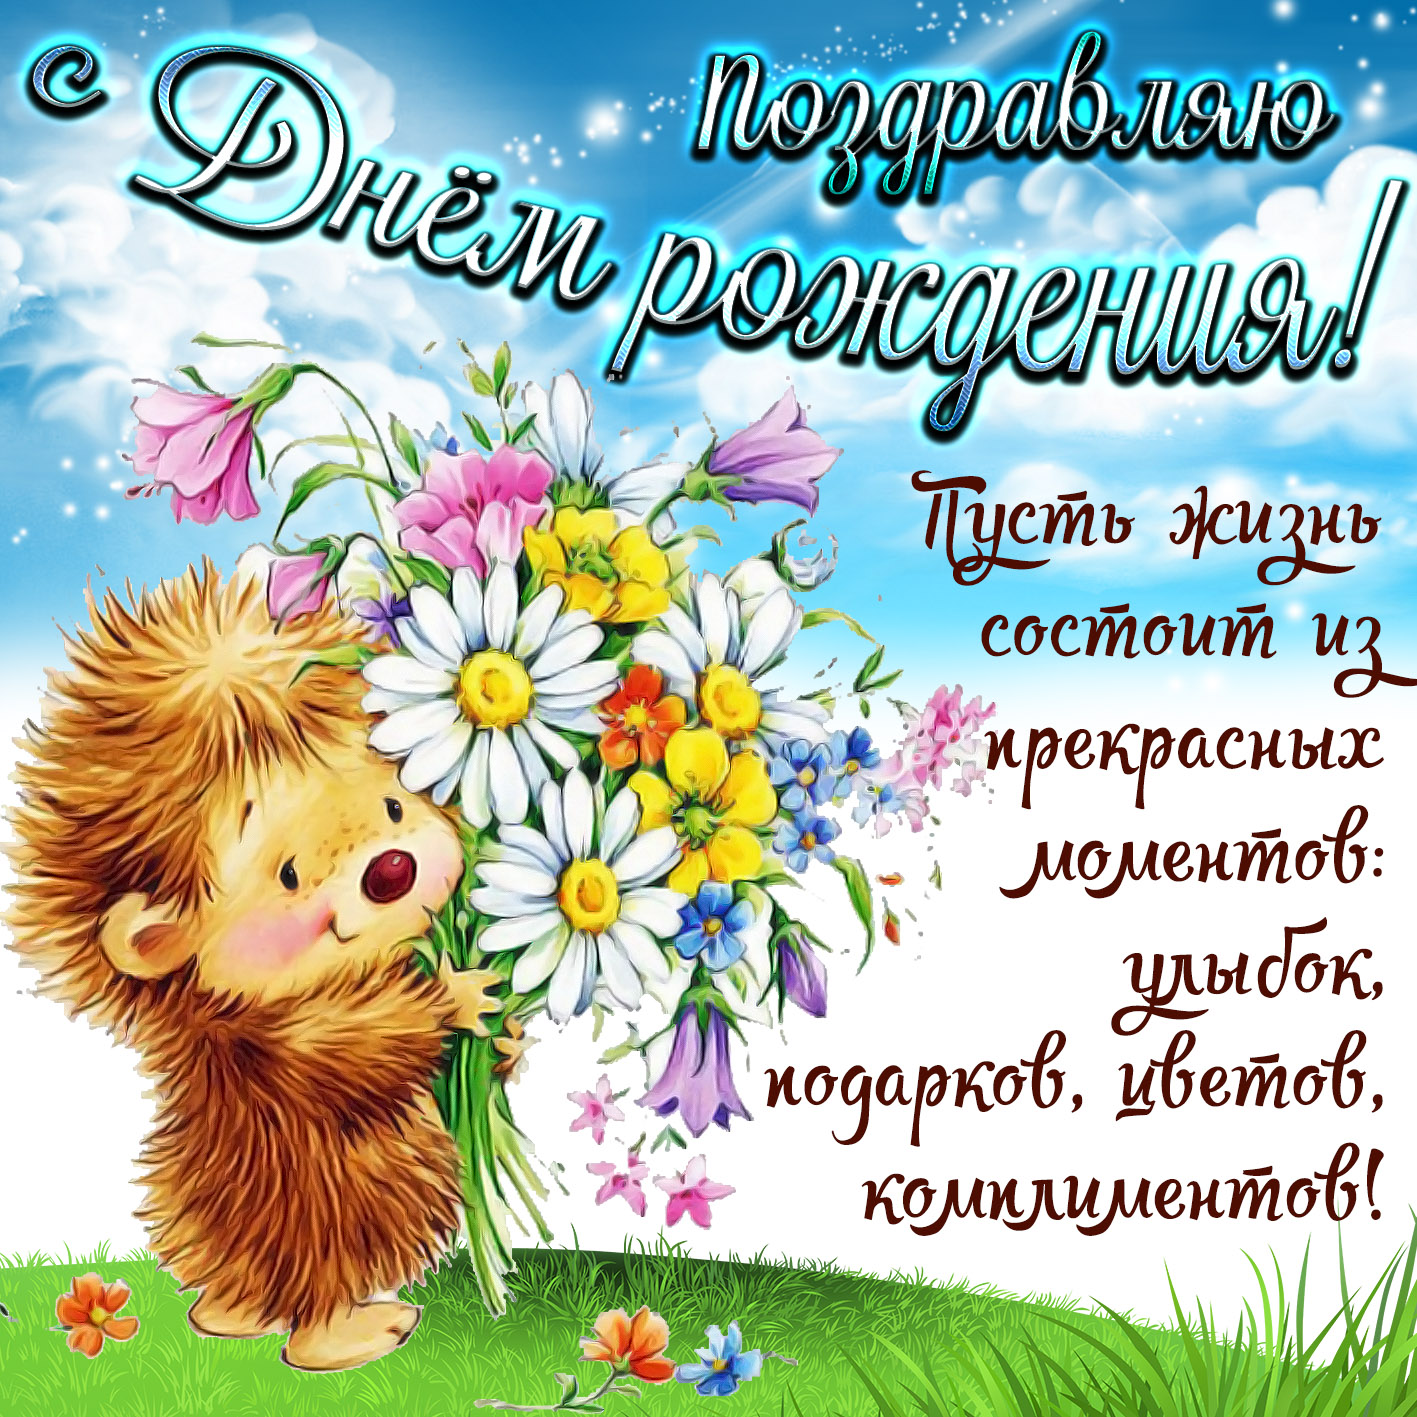 Поздравляю
с Днём рождения!
Пусть жизнь
состоит из
прекрасных
моментов:
улыбок,
подарков, цветов,
комплиментов!